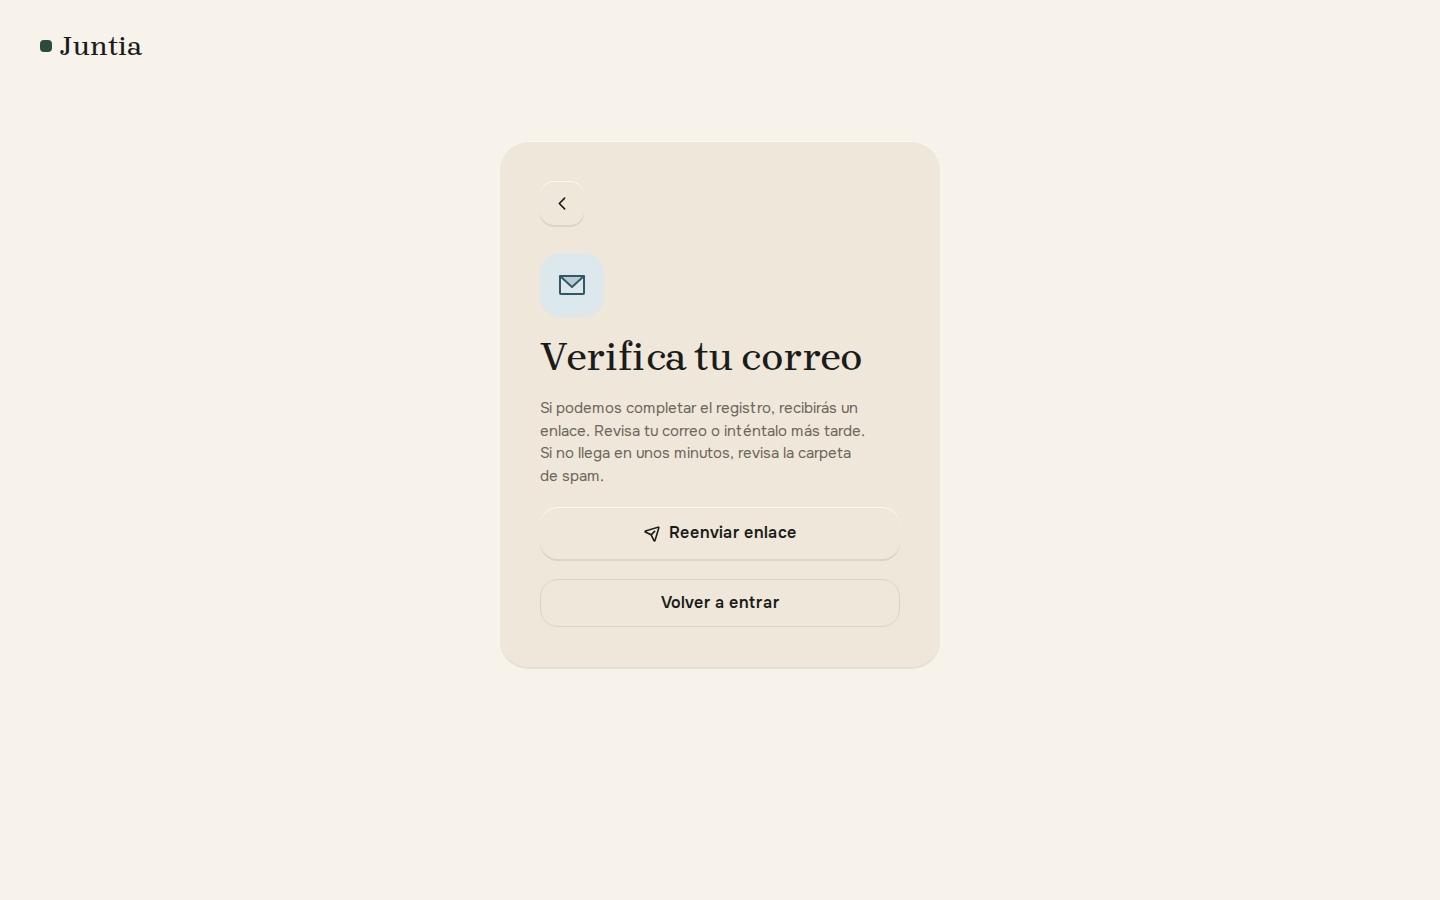 Juntia
Verifica tu correo
Si podemos completar el registro, recibirás un
enlace. Revisa tu correo o inténtalo más tarde.
Si no llega en unos minutos, revisa la carpeta
de spam.
Reenviar enlace
Volver a entrar